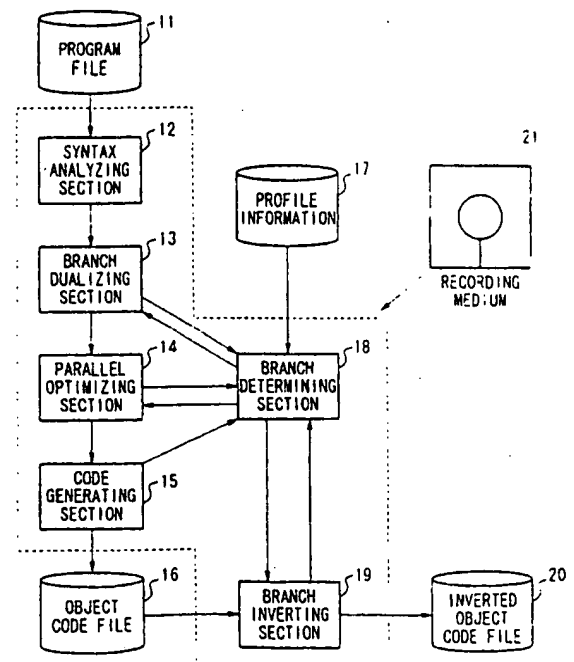 11
PROGRAM
FILE
12
SYNTAX
ANALYZING
SECTION
21
17
PROFILE
INFORMATION
RECORDING
MEDIUM
13
BRANCH
DUALIZING
SECTION
14
PARALLEL
OPTIMIZING
SECTION
18
BRANCH
DETERMINING
SECTION
CODE
GENERATING
SECTION
15
16
OBJECT
CODE FILE
19
BRANCH
INVERTING
SECTION
20
INVERTED
OBJECT
CODE FILE